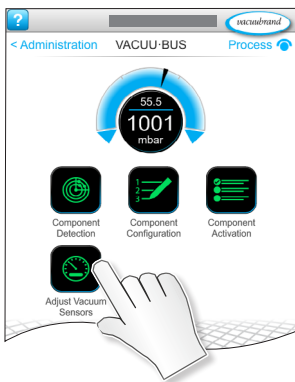 ?
vacuubrand
< Administration VACUU·BUS Process
55.5
1001
mbar
1
2
3
Component
Detection
Component
Configuration
Component
Activation
Adjust Vacuum
Sensors